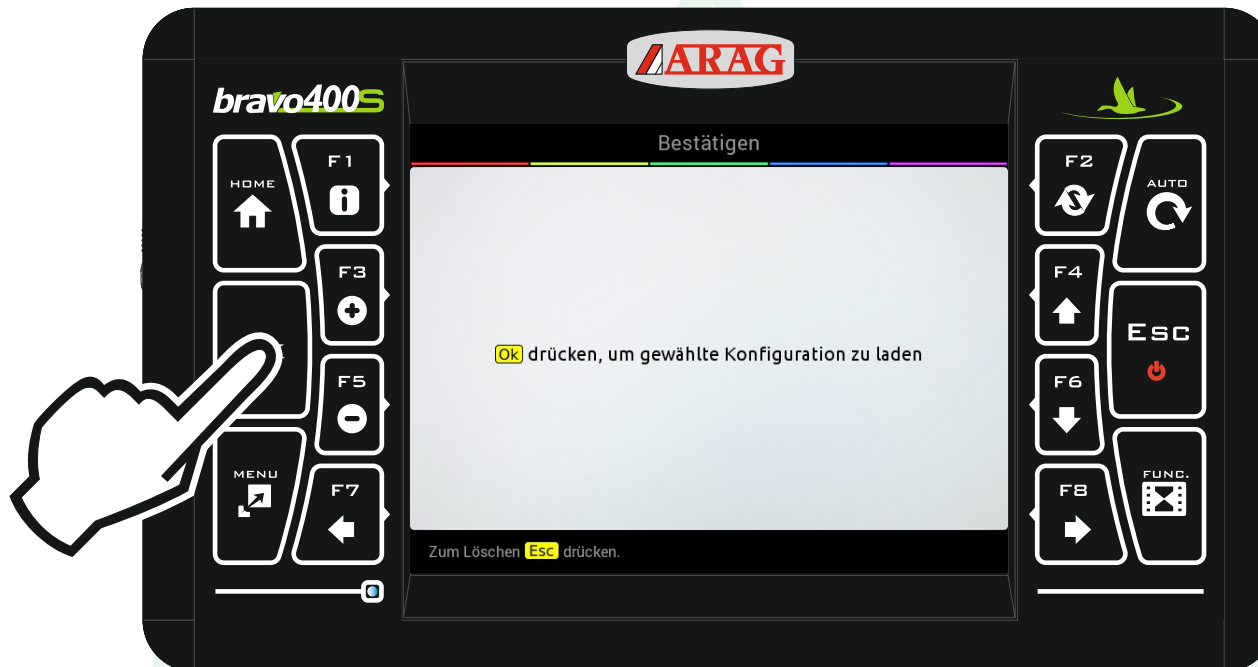 ARAG
bravo400S
Bestätigen
HOME
F1
F2
AUTO
F3
F4
Ok drücken, um gewählte Konfiguration zu laden
Esc
F5
F6
MENU
F7
F8
FUNC.
Zum Löschen Esc drücken.